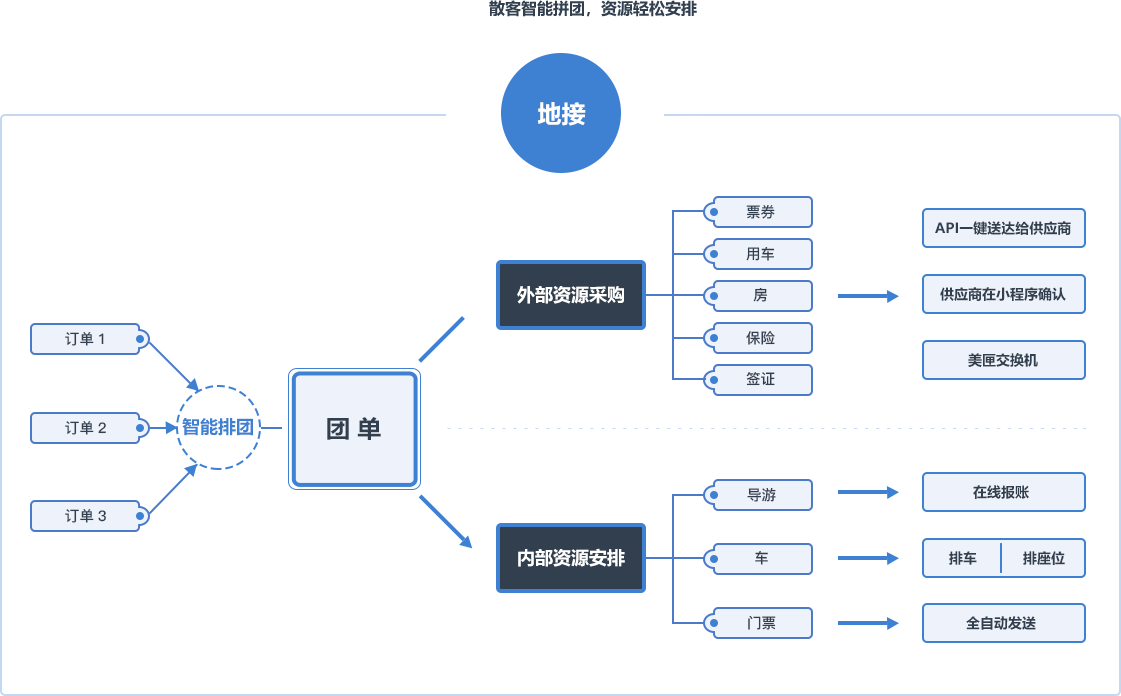 散客智能拼团，资源轻松安排
地接
订单 1
订单 2
订单 3
智能排团
团 单
外部资源采购
票券
用车
房
保险
签证
API一键送达给供应商
供应商在小程序确认
美匣交换机
内部资源安排
导游
车
门票
在线报账
排车 排座位
全自动发送